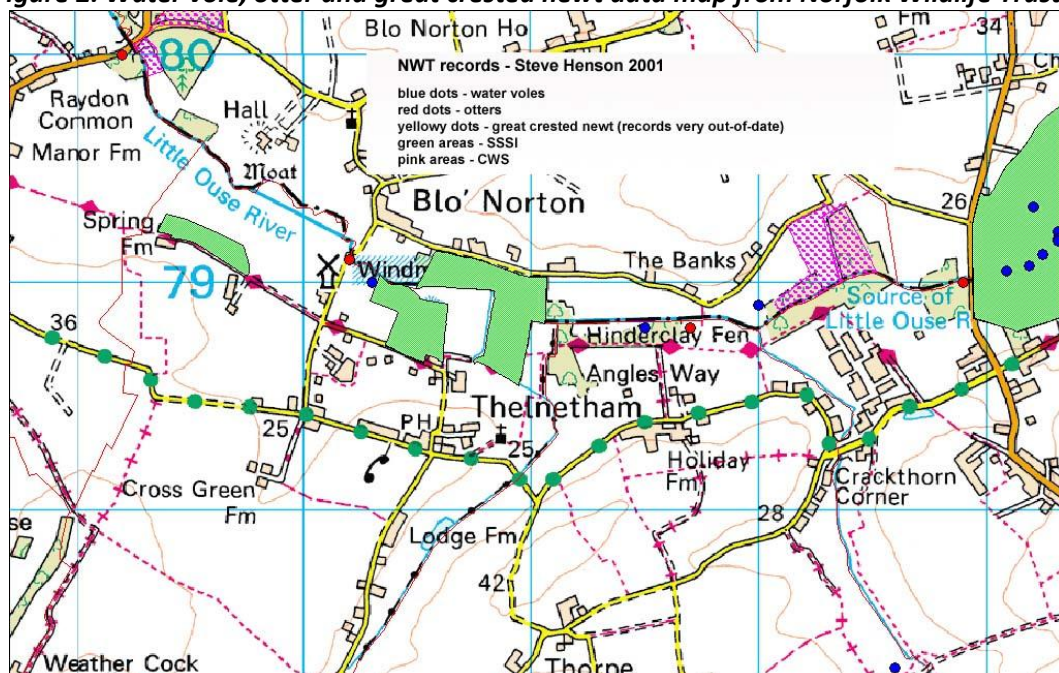 Figure 2: Water vole, otter and great crested newt data map from Norfolk Wildlife Trust
Blo Norton Ho
Fm
34
80
NWT records - Steve Henson 2001
blue dots - water voles
red dots - otters
yellowy dots - great crested newt (records very out-of-date)
green areas - SSSI
pink areas - CWS
Ch
Raydon
Common
Hall
Manor Fm
Little Ouse River
Moat
Blo' Norton
26
Spring
Fm
79
Windm
The Banks
Source of
Little Ouse R
36
Hinderclay Fen
Angles Way
Thelnetham
PH
25
25
Holiday
Fm
Crackthorn
Corner
Cross Green
Fm
28
se
Lodge Fm
42
Weather Cock
Thorpe